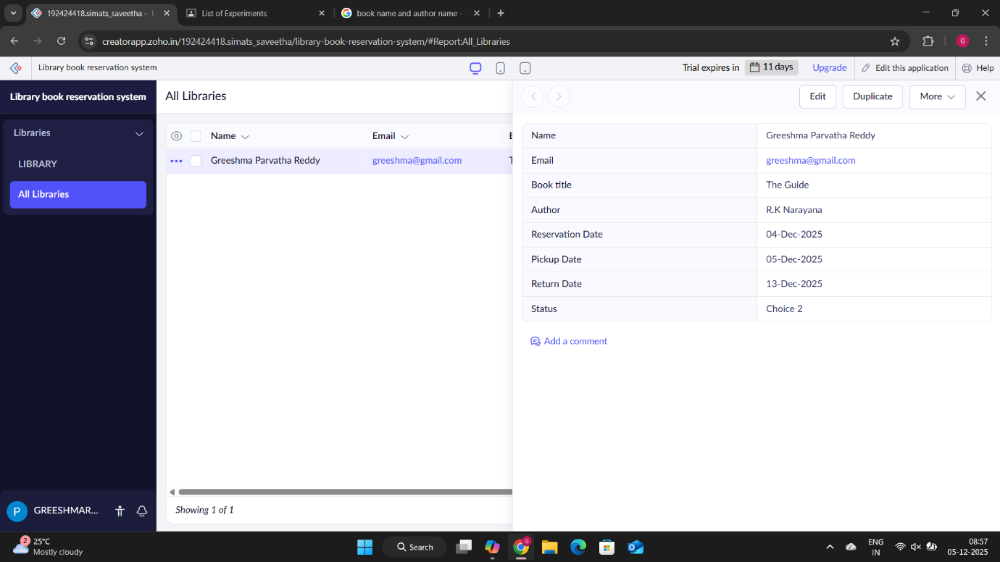 192424418.simats_saveetha -
List of Experiments
book name and author name -
creatorapp.zoho.in/192424418.simats_saveetha/library-book-reservation-system/#Report:All_Libraries
G
Library book reservation system
Trial expires in 11 days
Upgrade
Edit this application
Help
Library book reservation system
All Libraries
Edit
Duplicate
More
Libraries
LIBRARY
All Libraries
Name
Email
Greeshma Parvatha Reddy
greeshma@gmail.com
Name Greeshma Parvatha Reddy
Email greeshma@gmail.com
Book title The Guide
Author R.K Narayana
Reservation Date 04-Dec-2025
Pickup Date 05-Dec-2025
Return Date 13-Dec-2025
Status Choice 2
Add a comment
Showing 1 of 1
P
GREESHMAR...
2
25°C
Mostly cloudy
Search
G
ENG
IN
08:57
05-12-2025